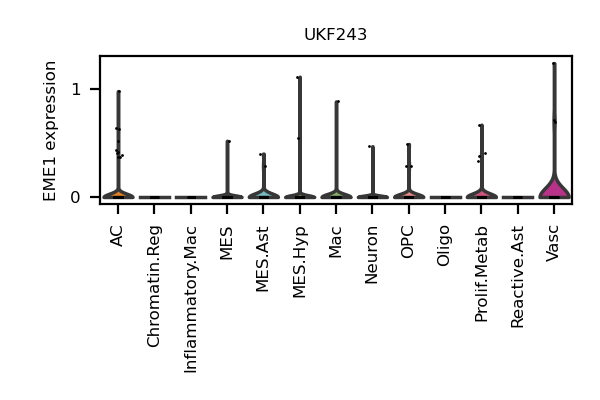 UKF243
EME1 expression
1
0
AC
Chromatin.Reg
Inflammatory.Mac
MES
MES.Ast
MES.Hyp
Mac
Neuron
OPC
Oligo
Prolif.Metab
Reactive.Ast
Vasc